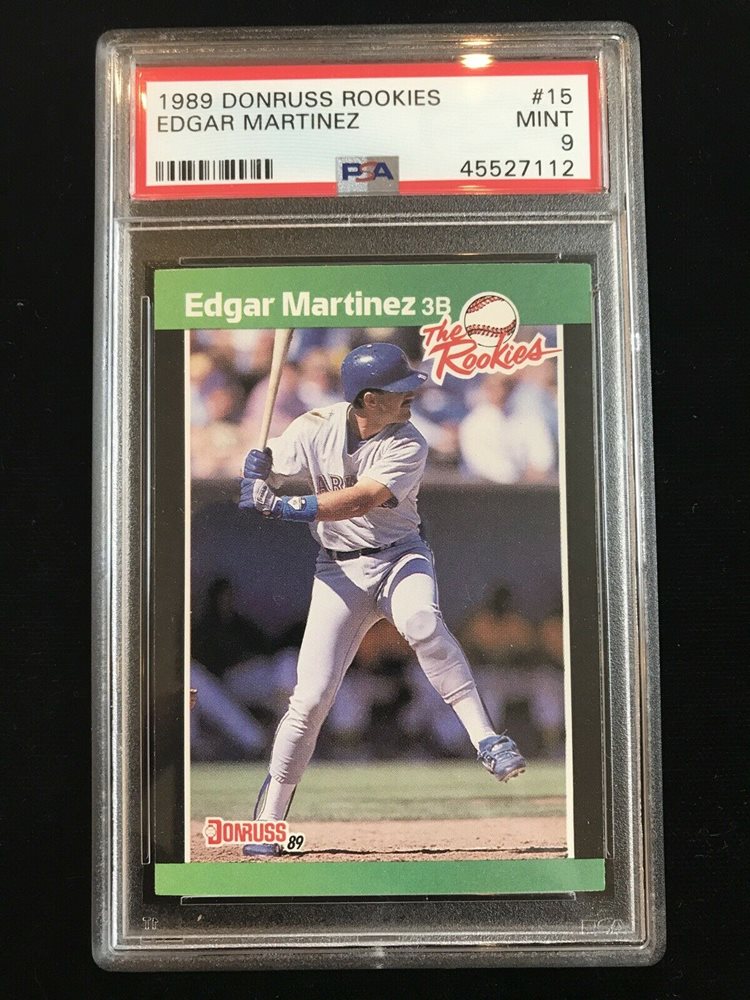 1989 DONRUSS ROOKIES #15
EDGAR MARTINEZ MINT
9
PSA 45527112
Edgar Martinez 3B
The
Rookies
DONRUSS 89